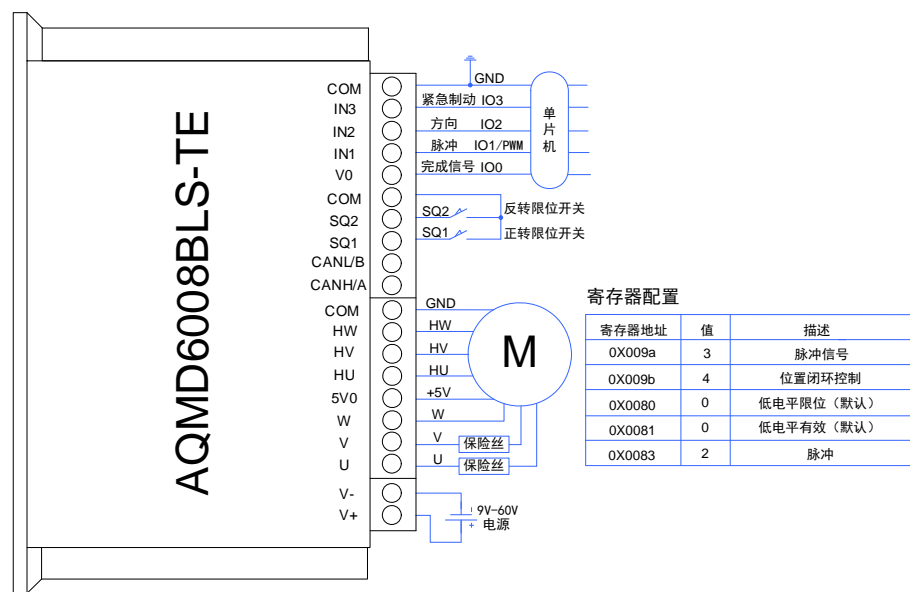 AQMD6008BLS-TE
COM
IN3
IN2
IN1
V0
COM
SQ2
SQ1
CANL/B
CANH/A
COM
HW
HV
HU
5V0
W
V
U
V-
V+
GND
紧急制动 IO3
方向 IO2
脉冲 IO1/PWM
完成信号 IO0
单片机
SQ2 反转限位开关
SQ1 正转限位开关
GND
HW
HV
HU
+5V
W
V 保险丝
U 保险丝
M
9V-60V
+ 电源
寄存器配置
寄存器地址 值 描述
0X009a 3 脉冲信号
0X009b 4 位置闭环控制
0X0080 0 低电平限位（默认）
0X0081 0 低电平有效（默认）
0X0083 2 脉冲